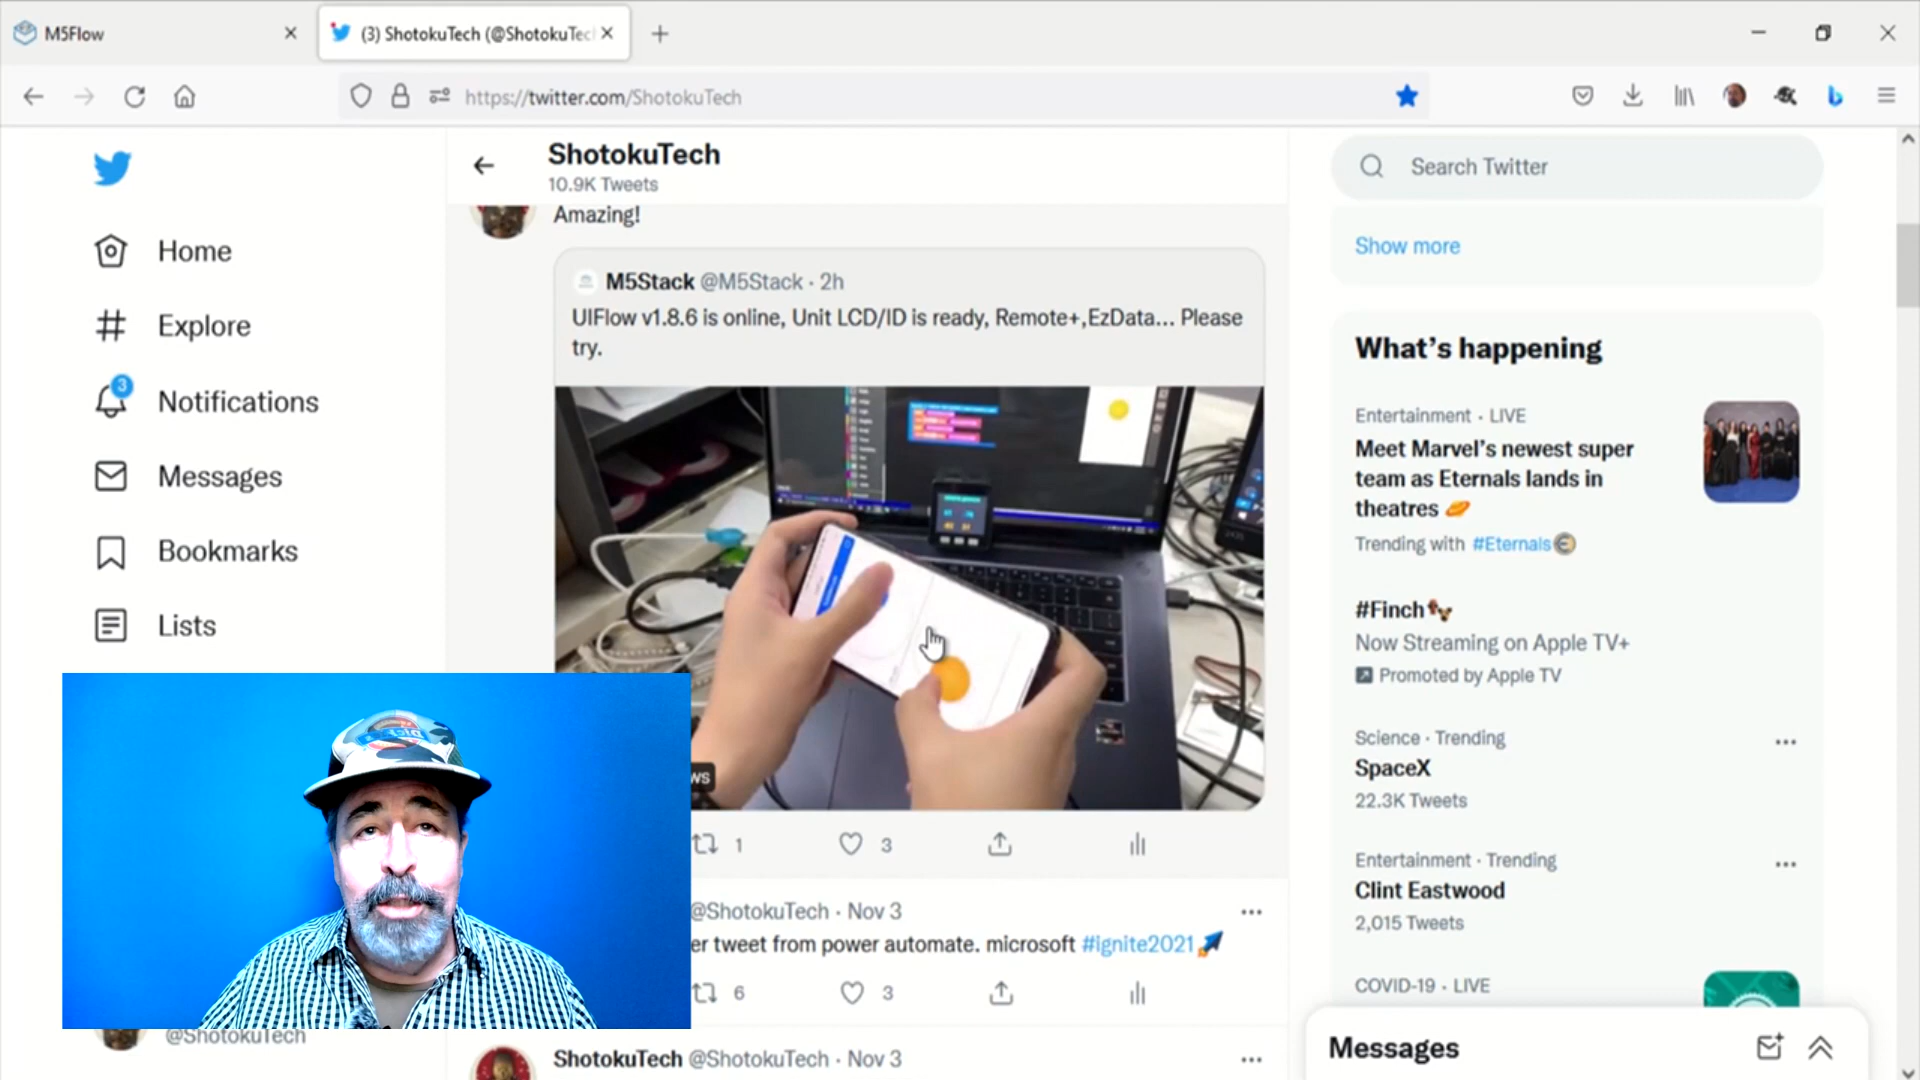 M5Flow
(3) ShotokuTech (@ShotokuTec
https://twitter.com/ShotokuTech
ShotokuTech
10.9K Tweets
Search Twitter
Home
Explore
3
Notifications
Messages
Bookmarks
Lists
@ShotokuTech
Amazing!
M5Stack @M5Stack · 2h
UIFlow v1.8.6 is online, Unit LCD/ID is ready, Remote+,EzData... Please
try.
ws
1
3
@ShotokuTech · Nov 3
er tweet from power automate. microsoft #ignite2021
6
3
ShotokuTech @ShotokuTech · Nov 3
Show more
What's happening
Entertainment · LIVE
Meet Marvel's newest super
team as Eternals lands in
theatres
Trending with #Eternals
#Finch
Now Streaming on Apple TV+
Promoted by Apple TV
Science · Trending
SpaceX
22.3K Tweets
Entertainment · Trending
Clint Eastwood
2,015 Tweets
COVID-19 · LIVE
Messages